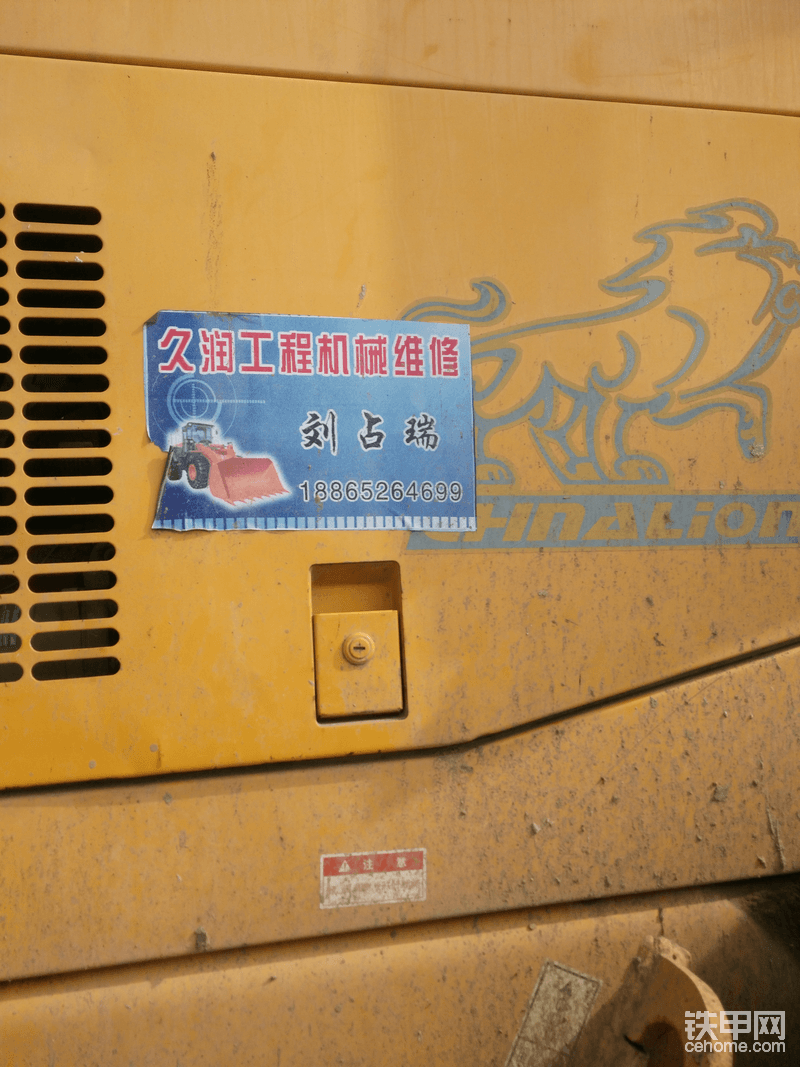 久润工程机械维修
刘占瑞
18865264699
CHINALION
注意
铁甲网
cehome.com